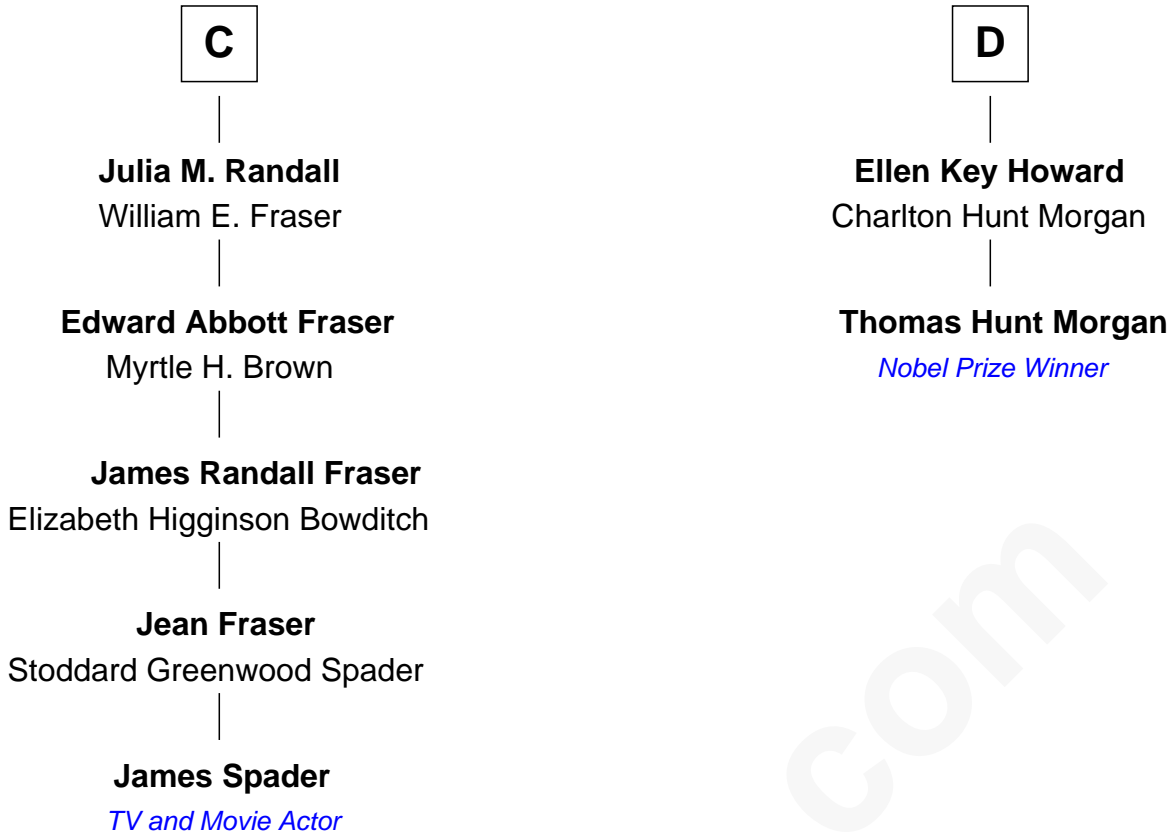 C
Julia M. Randall
William E. Fraser
Edward Abbott Fraser
Myrtle H. Brown
James Randall Fraser
Elizabeth Higginson Bowditch
Jean Fraser
Stoddard Greenwood Spader
James Spader
TV and Movie Actor
D
Ellen Key Howard
Charlton Hunt Morgan
Thomas Hunt Morgan
Nobel Prize Winner
com